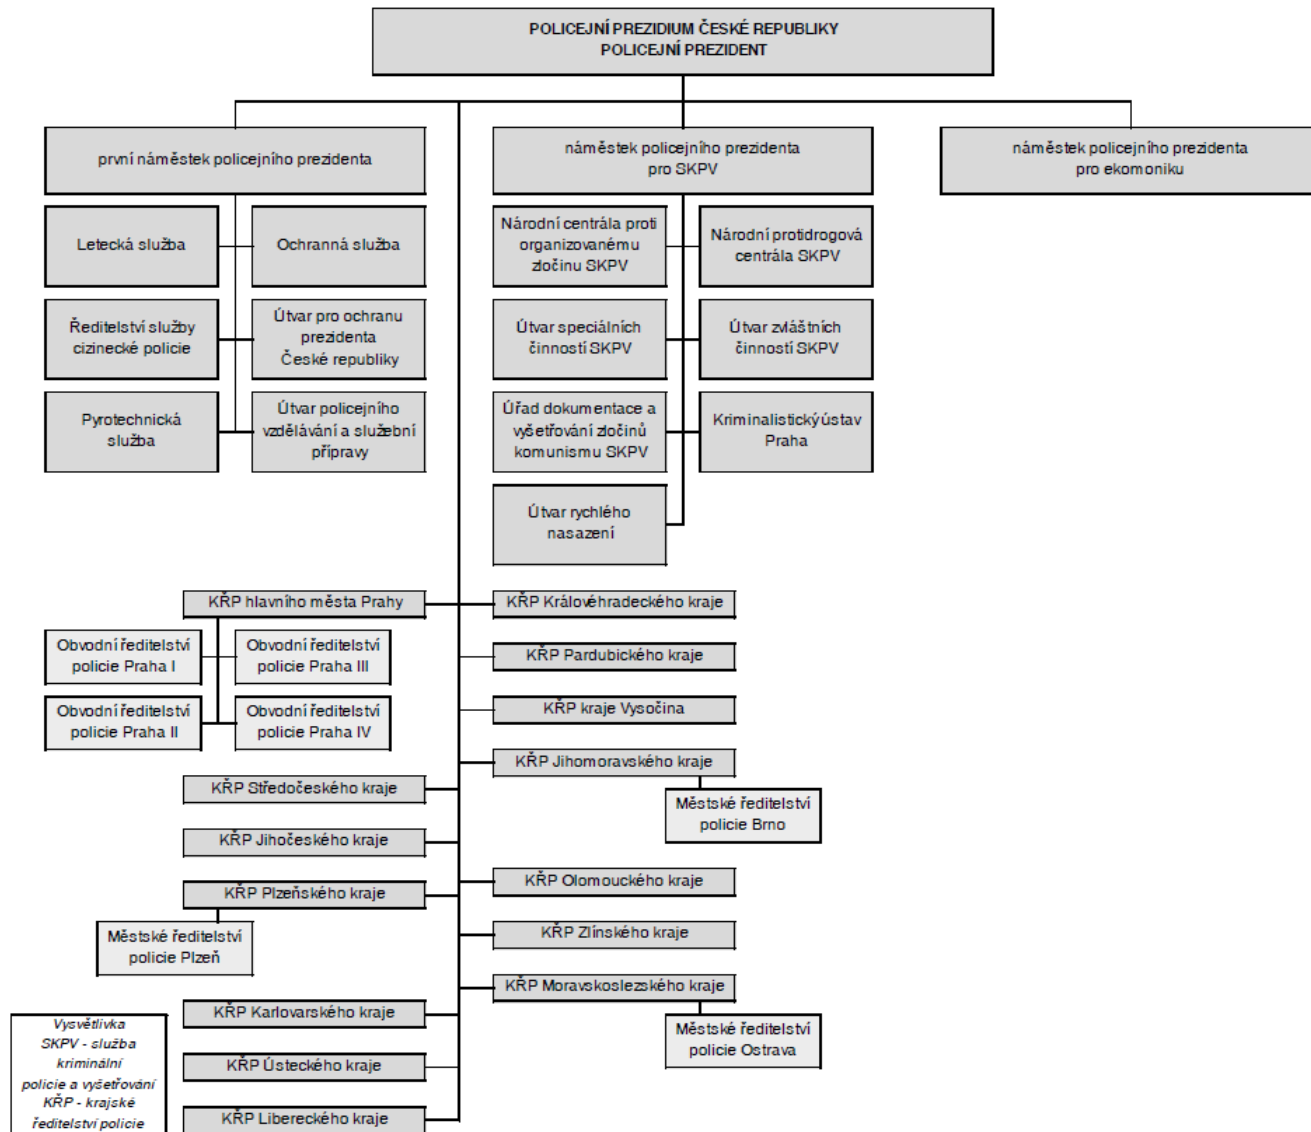 POLICEJNÍ PREZIDIUM ČESKÉ REPUBLIKY
POLICEJNÍ PREZIDENT
první náměstek policejního prezidenta
náměstek policejního prezidenta
pro SKPV
náměstek policejního prezidenta
pro ekomoniku
Letecká služba
Ochranná služba
Ředitelství služby
cizinecké policie
Útvar pro ochranu
prezidenta
České republiky
Pyrotechnická
služba
Útvar policejního
vzdělávání a služební
přípravy
Národní centrála proti
organizovanému
zločinu SKPV
Národní protidrogová
centrála SKPV
Útvar speciálních
činností SKPV
Útvar zvláštních
činností SKPV
Úřad dokumentace a
vyšetřování zločinů
komunismu SKPV
Kriminalistický ústav
Praha
Útvar rychlého
nasazení
KŘP hlavního města Prahy
Obvodní ředitelství
policie Praha I
Obvodní ředitelství
policie Praha III
Obvodní ředitelství
policie Praha II
Obvodní ředitelství
policie Praha IV
KŘP Středočeského kraje
KŘP Jihočeského kraje
KŘP Plzeňského kraje
Městské ředitelství
policie Plzeň
KŘP Karlovarského kraje
KŘP Ústeckého kraje
KŘP Libereckého kraje
KŘP Královéhradeckého kraje
KŘP Pardubického kraje
KŘP kraje Vysočina
KŘP Jihomoravského kraje
Městské ředitelství
policie Brno
KŘP Olomouckého kraje
KŘP Zlínského kraje
KŘP Moravskoslezského kraje
Městské ředitelství
policie Ostrava
Vysvětlivka
SKPV - služba
kriminální
policie a vyšetřování
KŘP - krajské
ředitelství policie